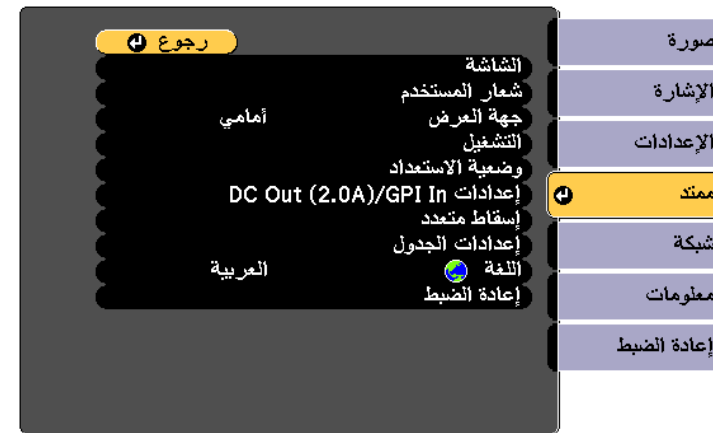 صورة
الإشارة
الإعدادات
ممتد
شبكة
معلومات
إعادة الضبط
رجوع
الشاشة
شعار المستخدم
جهة العرض أمامي
التشغيل
وضعية الاستعداد
إعدادات DC Out (2.0A)/GPI In
إسقاط متعدد
إعدادات الجدول
اللغة العربية
إعادة الضبط